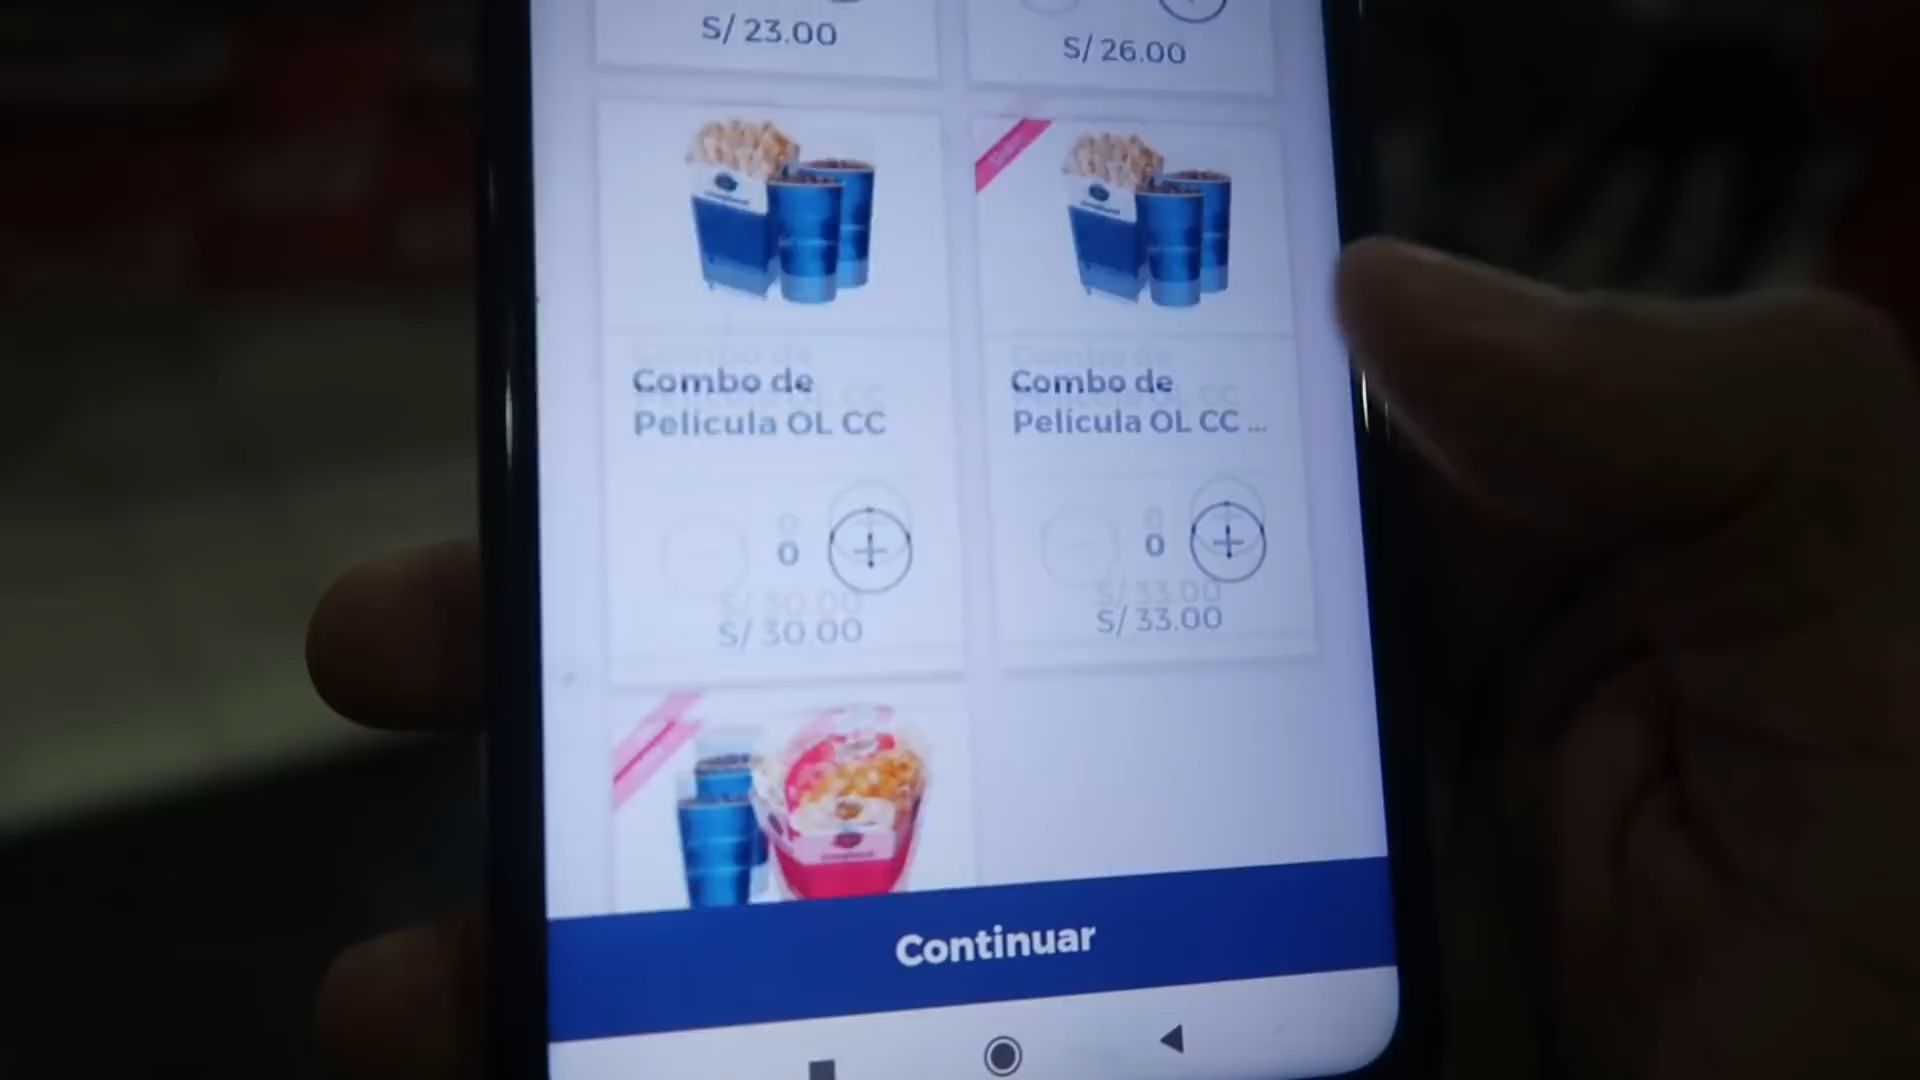 S/ 23.00
S/ 26.00
Combo de
Película OL CC
Combo de
Película OL CC ...
0
0
S/ 30.00
S/ 33.00
Continuar